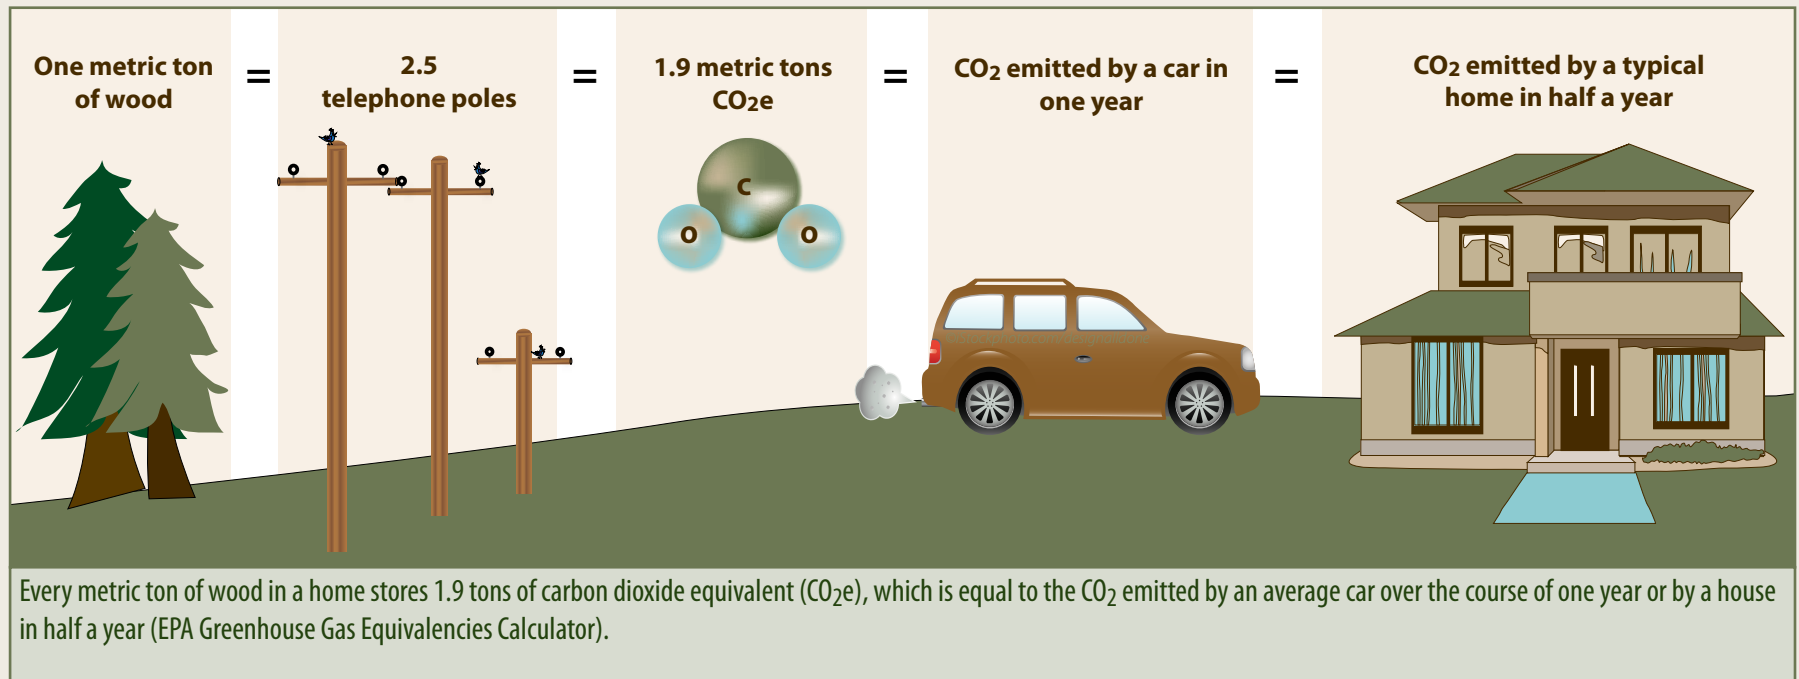 One metric ton
of wood
=
2.5
telephone poles
=
1.9 metric tons
CO2e
=
CO2 emitted by a car in
one year
=
CO2 emitted by a typical
home in half a year
C
O
O
Every metric ton of wood in a home stores 1.9 tons of carbon dioxide equivalent (CO2e), which is equal to the CO2 emitted by an average car over the course of one year or by a house
in half a year (EPA Greenhouse Gas Equivalencies Calculator).